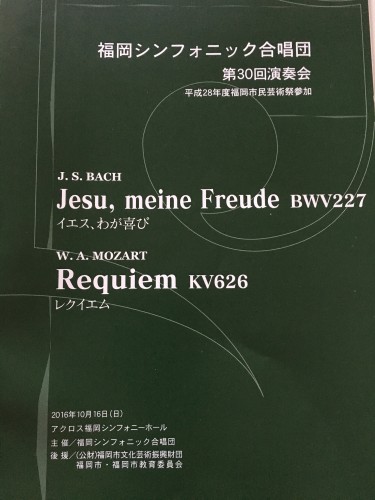 福岡シンフォニック合唱団
第30回演奏会
平成28年度福岡市民芸術祭参加
J. S. BACH
Jesu, meine Freude BWV227
イエス、わが喜び
W. A. MOZART
Requiem KV626
レクイエム
2016年10月16日(日)
アクロス福岡シンフォニーホール
主催/福岡シンフォニック合唱団
後援/(公財)福岡市文化芸術振興財団
福岡市・福岡市教育委員会